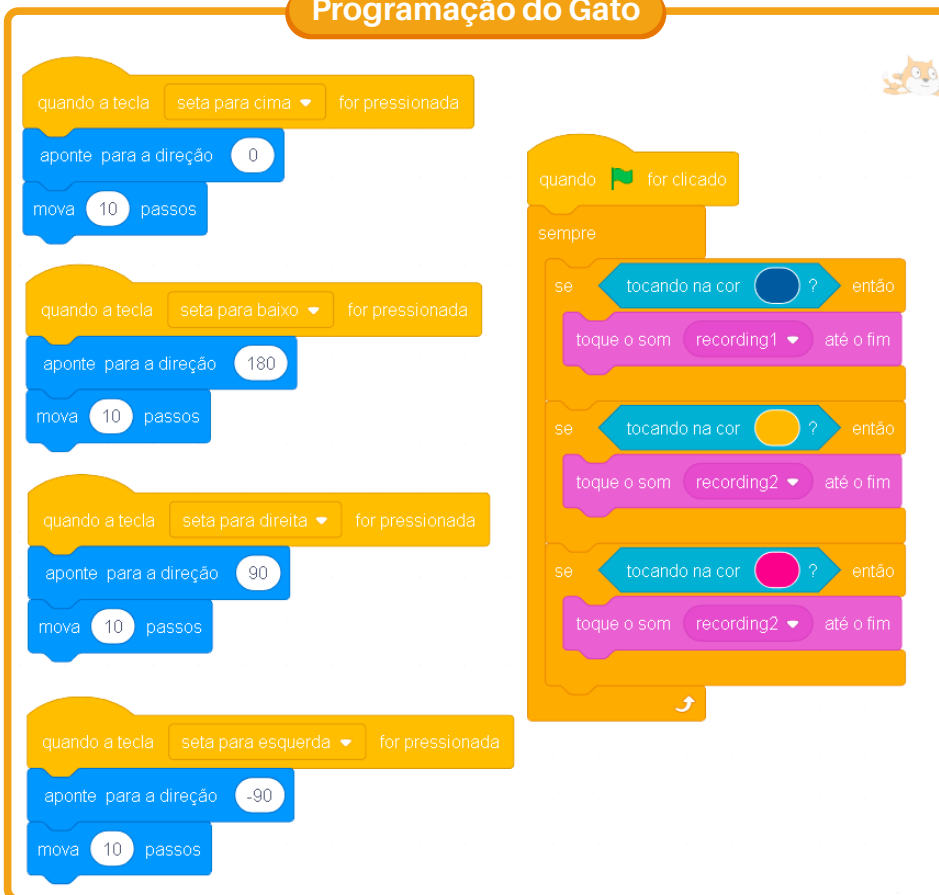 Programação do Gato
quando a tecla seta para cima for pressionada
aponte para a direção 0
mova 10 passos
quando a tecla seta para baixo for pressionada
aponte para a direção 180
mova 10 passos
quando a tecla seta para direita for pressionada
aponte para a direção 90
mova 10 passos
quando a tecla seta para esquerda for pressionada
aponte para a direção -90
mova 10 passos
quando for clicado
sempre
se tocando na cor ? então
toque o som recording1 até o fim
se tocando na cor ? então
toque o som recording2 até o fim
se tocando na cor ? então
toque o som recording2 até o fim